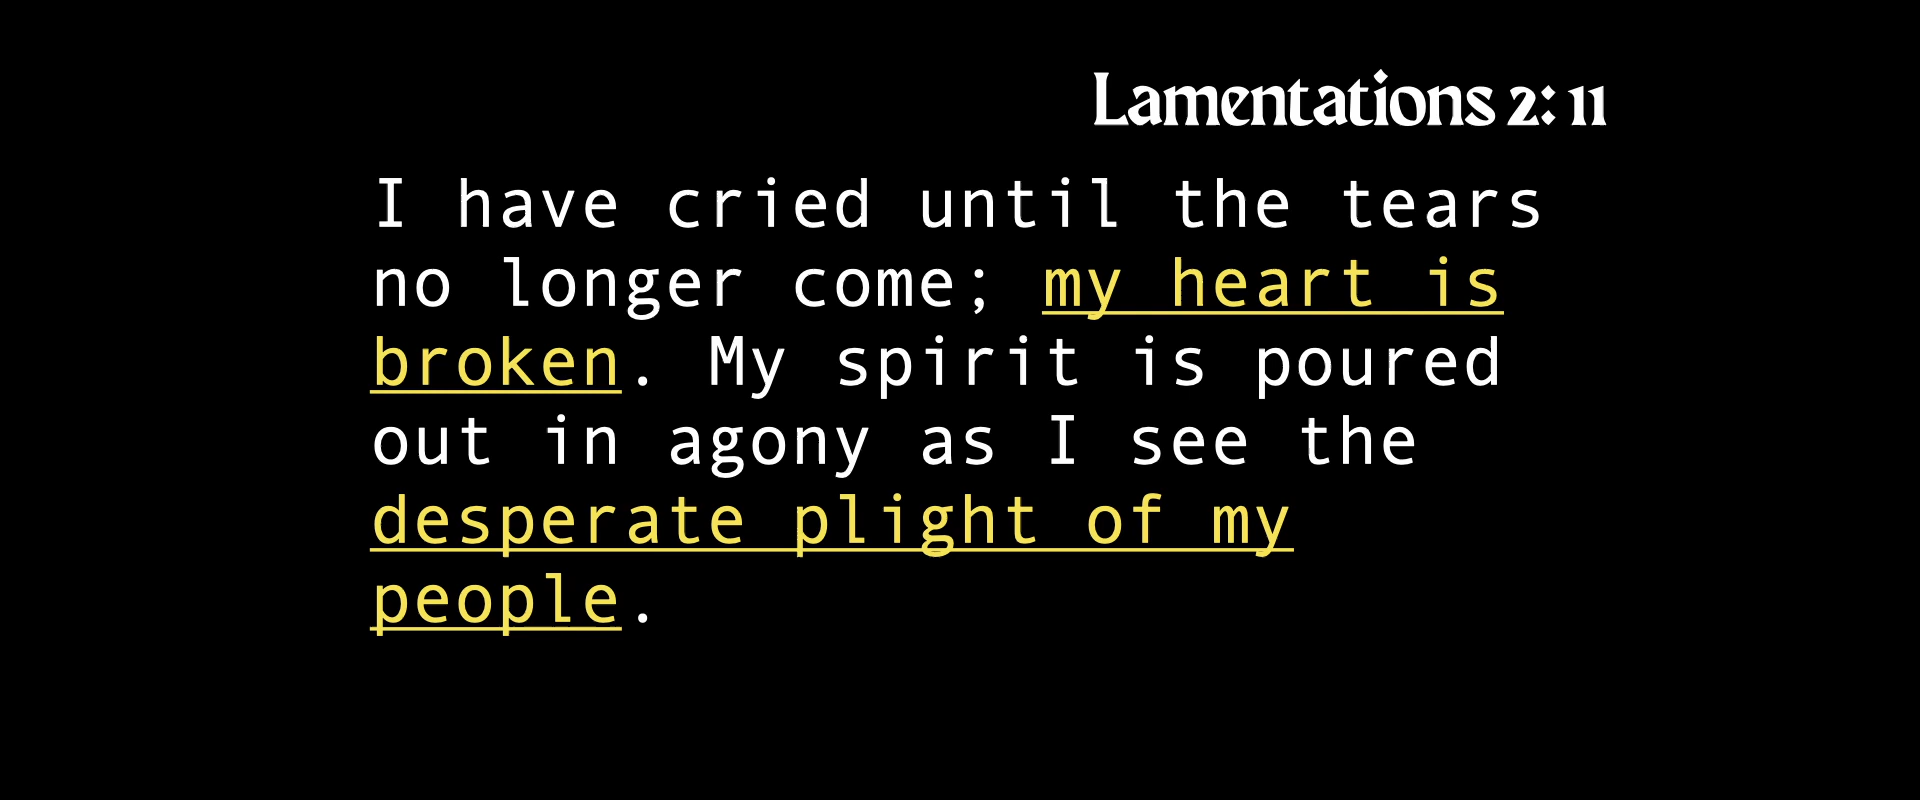 Lamentations 2: 11
I have cried until the tears
no longer come; my heart is
broken. My spirit is poured
out in agony as I see the
desperate plight of my
people.